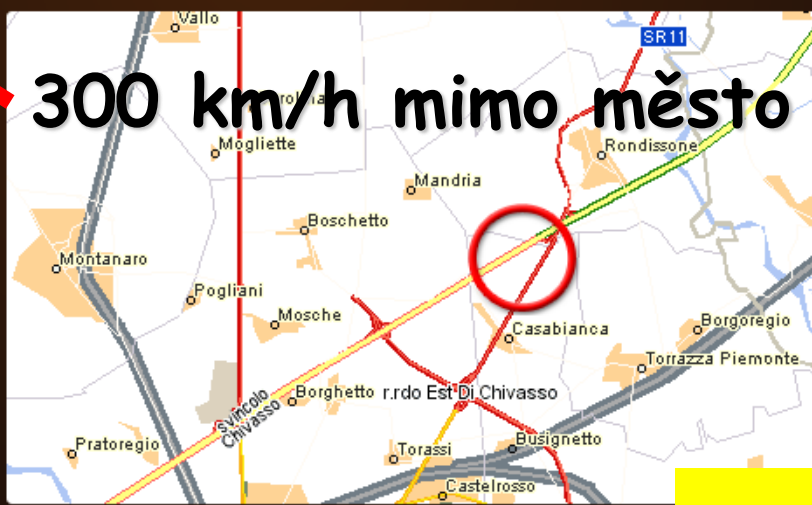 Vallo
SR11
300 km/h mimo město
Mogliette
Rondissone
Mandria
Boschetto
Montanaro
Pogliani
Mosche
Casabianca
Borgoregio
Torrazza Piemonte
Borghetto
r.rdo Est Di Chivasso
Svincolo
Chivasso
Pratoregio
Torassi
Busignetto
Castelrosso